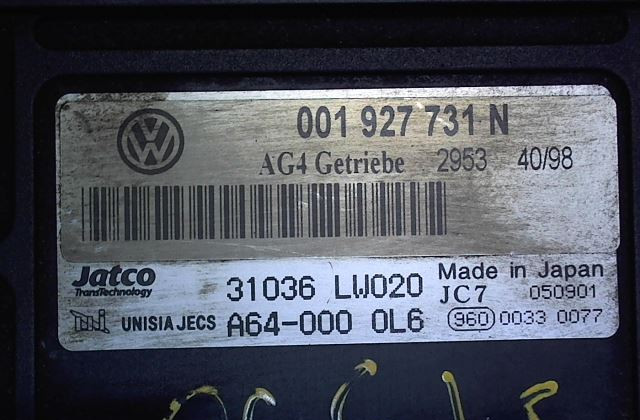 001 927 731 N
AG4 Getriebe 2953 40/98
Jatco
TransTechnology
31036 LW020
Made in Japan
JC7 050901
UNISIA JECS
A64-000 0L6
960 0033 0077